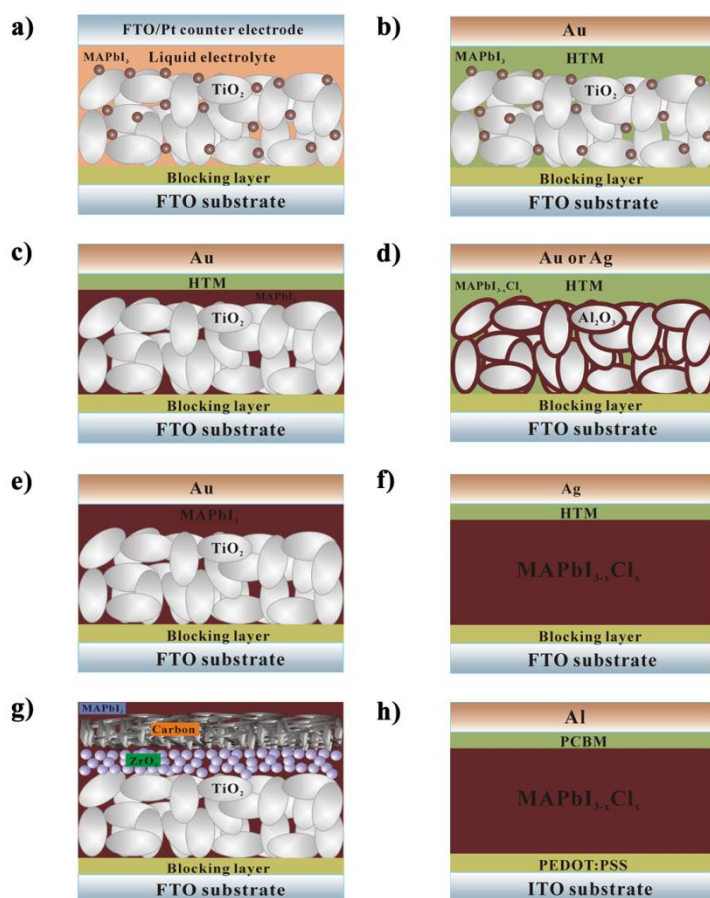 a)
FTO/Pt counter electrode
MAPbI₃ Liquid electrolyte
TiO₂
Blocking layer
FTO substrate
b)
Au
MAPbI₃ HTM
TiO₂
Blocking layer
FTO substrate
c)
Au
HTM
MAPbI₃
TiO₂
Blocking layer
FTO substrate
d)
Au or Ag
MAPbI₃₋ₓClₓ HTM
Al₂O₃
Blocking layer
FTO substrate
e)
Au
MAPbI₃
TiO₂
Blocking layer
FTO substrate
f)
Ag
HTM
MAPbI₃₋ₓClₓ
Blocking layer
FTO substrate
g)
MAPbI₃
Carbon
ZrO₂
TiO₂
Blocking layer
FTO substrate
h)
Al
PCBM
MAPbI₃₋ₓClₓ
PEDOT:PSS
ITO substrate